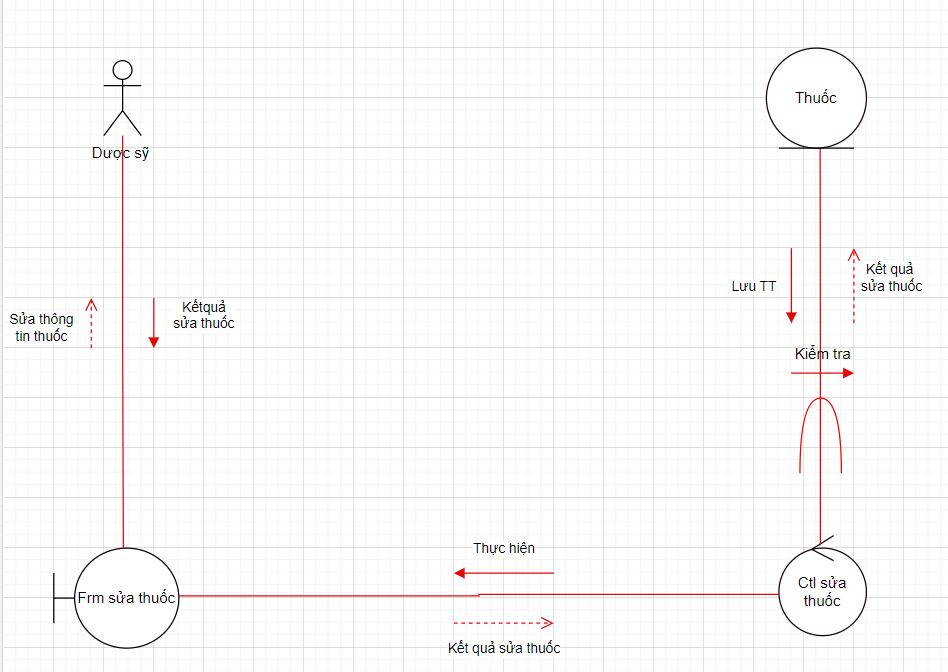 Thuốc
Dược sỹ
Kết quả
sửa thuốc
Lưu TT
Kếtquả
sửa thuốc
Sửa thông
tin thuốc
Kiểm tra
Thực hiện
Ctl sửa
thuốc
Frm sửa thuốc
Kết quả sửa thuốc